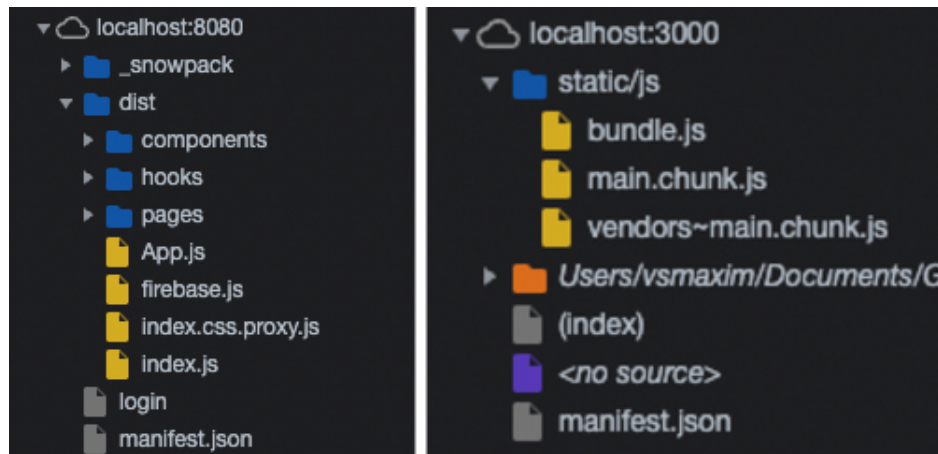 localhost:8080
_snowpack
dist
components
hooks
pages
App.js
firebase.js
index.css.proxy.js
index.js
login
manifest.json
localhost:3000
static/js
bundle.js
main.chunk.js
vendors~main.chunk.js
Users/vsmaxim/Documents/G
(index)
<no source>
manifest.json